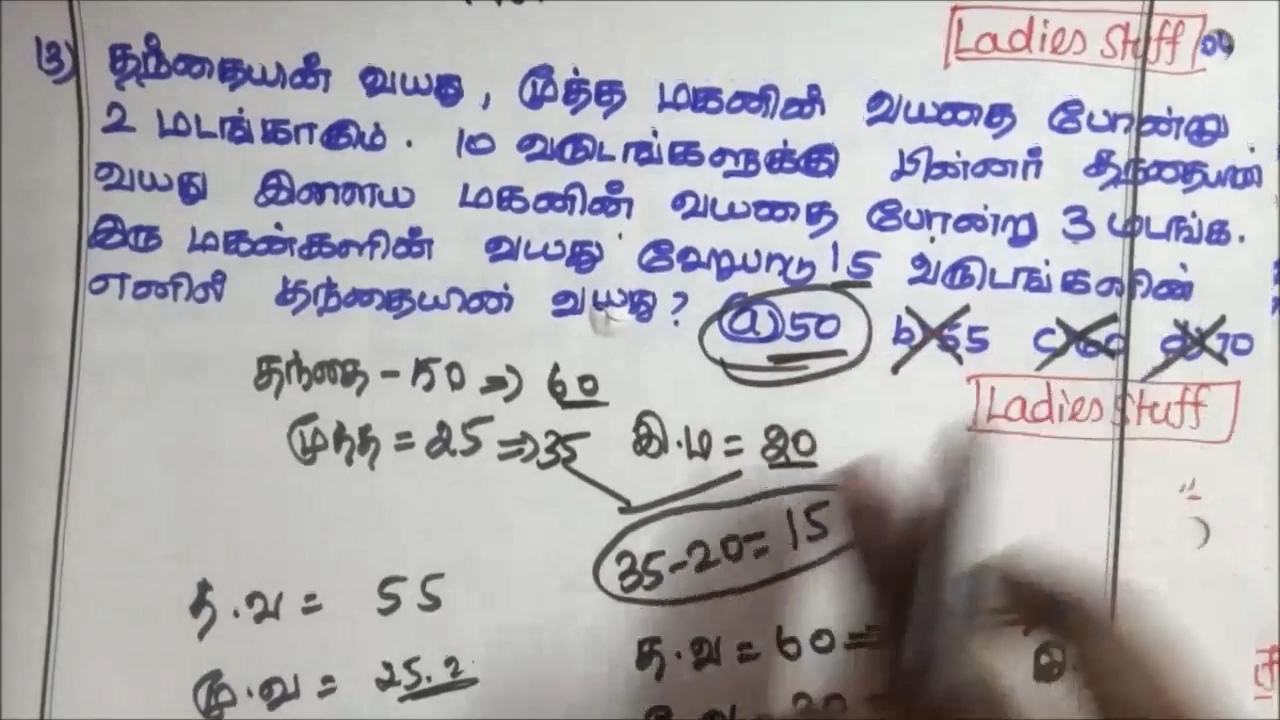 Ladies Stuff
13) தந்தையின் வயது, மூத்த மகனின் வயதை போன்று
2 மடங்காகும். 10 வருடங்களுக்கு பின்னர் தந்தையின்
வயது இளைய மகனின் வயதை போன்று 3 மடங்கு.
இரு மகன்களின் வயது வேறுபாடு 15 வருடங்களின்
எனில் தந்தையின் வயது? a) 50 b) 55 c) 60 d) 70
Ladies Stuff
தந்தை - 50 => 60
மூத்த = 25 => 35 இ.ம = 20
35-20=15
த.வ = 55
த.வ = 60 =
மூ.வ = 25.2